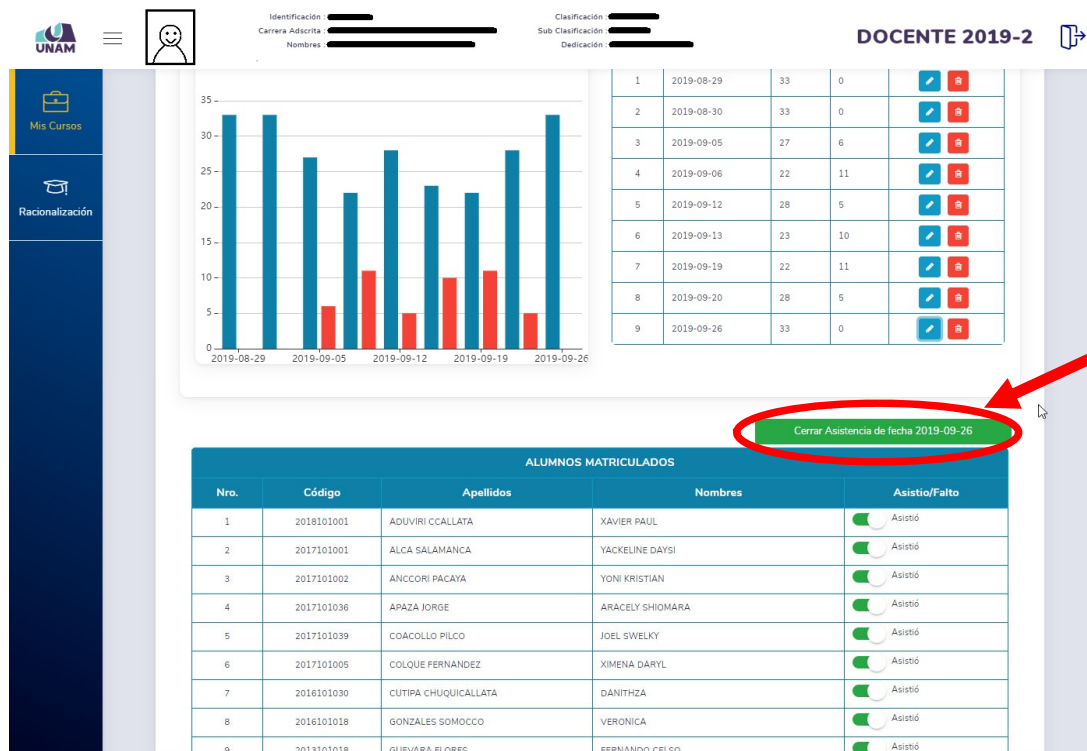 UNAM
Identificación :
Carrera Adscrita :
Nombres :
Clasificación :
Sub Clasificación :
Dedicación :
DOCENTE 2019-2
Mis Cursos
Racionalización
35
30
25
20
15
10
5
0
2019-08-29 2019-09-05 2019-09-12 2019-09-19 2019-09-26
1 2019-08-29 33 0
2 2019-08-30 33 0
3 2019-09-05 27 6
4 2019-09-06 22 11
5 2019-09-12 28 5
6 2019-09-13 23 10
7 2019-09-19 22 11
8 2019-09-20 28 5
9 2019-09-26 33 0
Cerrar Asistencia de fecha 2019-09-26
ALUMNOS MATRICULADOS
Nro. Código Apellidos Nombres Asistio/Falto
1 2018101001 ADUVIRI CCALLATA XAVIER PAUL Asistió
2 2017101001 ALCA SALAMANCA YACKELINE DAYSI Asistió
3 2017101002 ANCCORI PACAYA YONI KRISTIAN Asistió
4 2017101036 APAZA JORGE ARACELY SHIOMARA Asistió
5 2017101039 COACOLLO PILCO JOEL SWELKY Asistió
6 2017101005 COLQUE FERNANDEZ XIMENA DARYL Asistió
7 2016101030 CUTIPA CHUQUICALLATA DANITHZA Asistió
8 2016101018 GONZALES SOMOCCO VERONICA Asistió
9 2013101018 GUEVARA FLORES FERNANDO CELSO Asistió